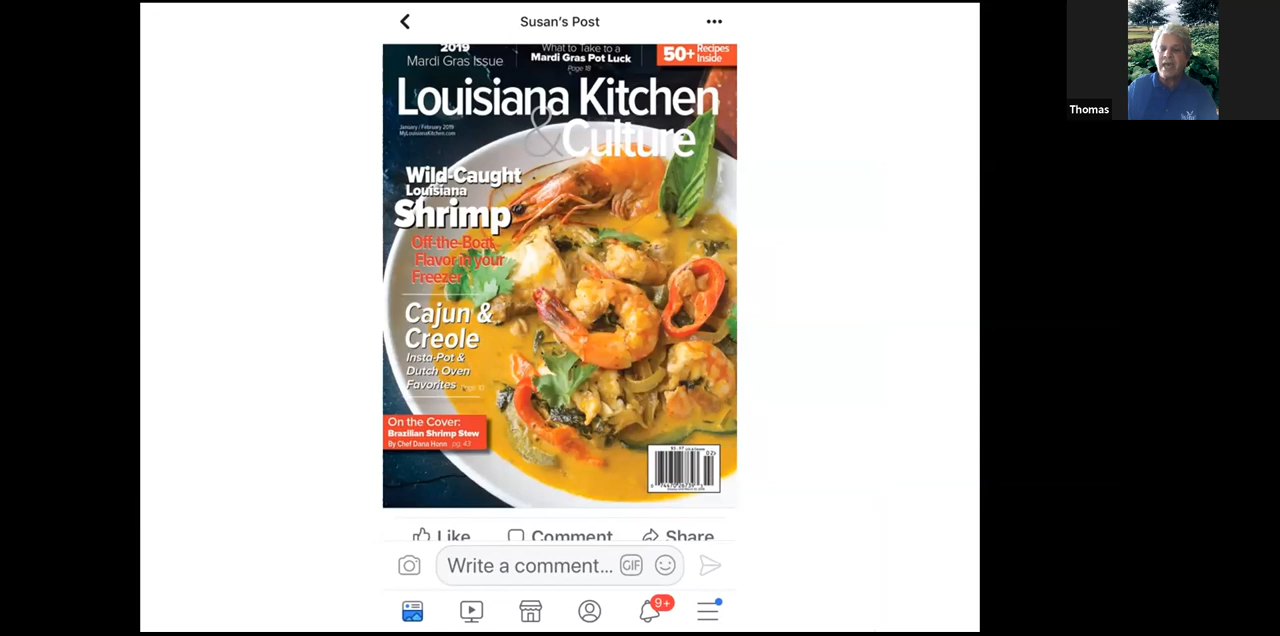 Susan's Post
2019
Mardi Gras Issue
What to Take to a
Mardi Gras Pot Luck
Page 18
50+ Recipes
Inside
Louisiana Kitchen
& Culture
January / February 2019
MyLouisianaKitchen.com
Wild-Caught
Louisiana
Shrimp
Off-the-Boat
Flavor in your
Freezer
Cajun &
Creole
Insta-Pot &
Dutch Oven
Favorites
On the Cover:
Brazilian Shrimp Stew
By Chef Dana Honn pg. 43
Like Comment Share
Write a comment... GIF
9+
Thomas